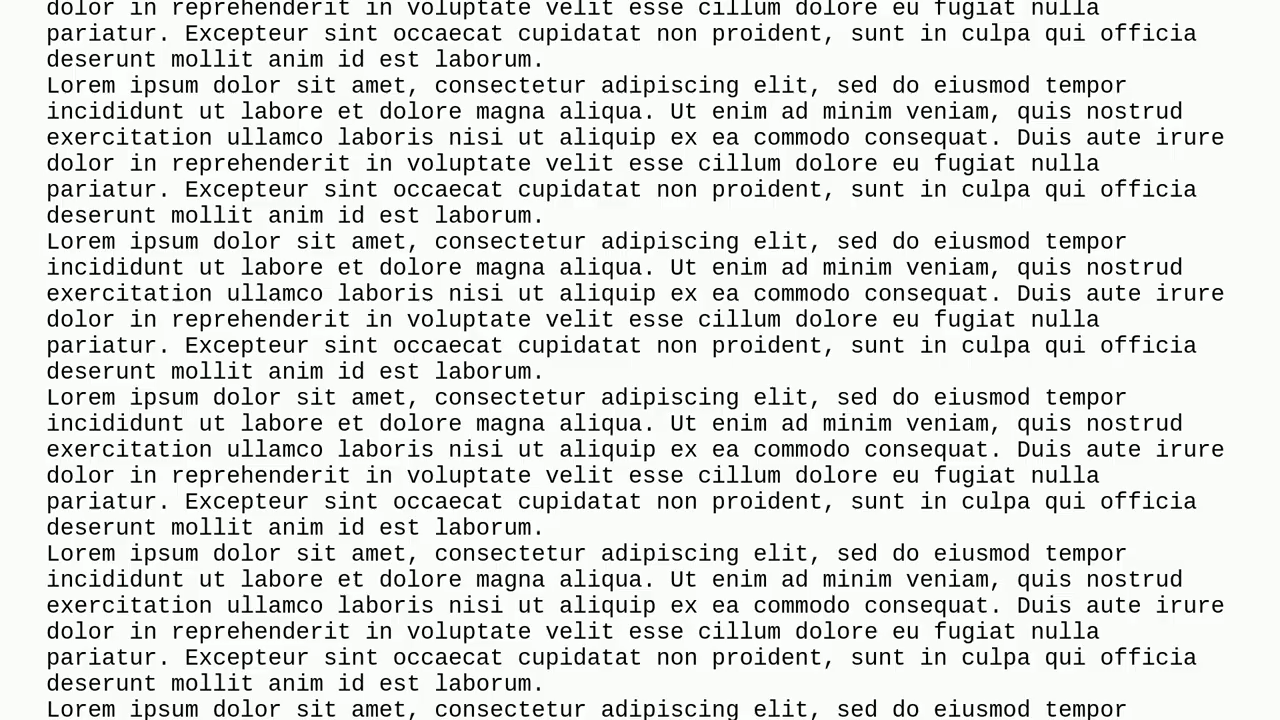 dolor in reprehenderit in voluptate velit esse cillum dolore eu fugiat nulla
pariatur. Excepteur sint occaecat cupidatat non proident, sunt in culpa qui officia
deserunt mollit anim id est laborum.
Lorem ipsum dolor sit amet, consectetur adipiscing elit, sed do eiusmod tempor
incididunt ut labore et dolore magna aliqua. Ut enim ad minim veniam, quis nostrud
exercitation ullamco laboris nisi ut aliquip ex ea commodo consequat. Duis aute irure
dolor in reprehenderit in voluptate velit esse cillum dolore eu fugiat nulla
pariatur. Excepteur sint occaecat cupidatat non proident, sunt in culpa qui officia
deserunt mollit anim id est laborum.
Lorem ipsum dolor sit amet, consectetur adipiscing elit, sed do eiusmod tempor
incididunt ut labore et dolore magna aliqua. Ut enim ad minim veniam, quis nostrud
exercitation ullamco laboris nisi ut aliquip ex ea commodo consequat. Duis aute irure
dolor in reprehenderit in voluptate velit esse cillum dolore eu fugiat nulla
pariatur. Excepteur sint occaecat cupidatat non proident, sunt in culpa qui officia
deserunt mollit anim id est laborum.
Lorem ipsum dolor sit amet, consectetur adipiscing elit, sed do eiusmod tempor
incididunt ut labore et dolore magna aliqua. Ut enim ad minim veniam, quis nostrud
exercitation ullamco laboris nisi ut aliquip ex ea commodo consequat. Duis aute irure
dolor in reprehenderit in voluptate velit esse cillum dolore eu fugiat nulla
pariatur. Excepteur sint occaecat cupidatat non proident, sunt in culpa qui officia
deserunt mollit anim id est laborum.
Lorem ipsum dolor sit amet, consectetur adipiscing elit, sed do eiusmod tempor
incididunt ut labore et dolore magna aliqua. Ut enim ad minim veniam, quis nostrud
exercitation ullamco laboris nisi ut aliquip ex ea commodo consequat. Duis aute irure
dolor in reprehenderit in voluptate velit esse cillum dolore eu fugiat nulla
pariatur. Excepteur sint occaecat cupidatat non proident, sunt in culpa qui officia
deserunt mollit anim id est laborum.
Lorem ipsum dolor sit amet, consectetur adipiscing elit, sed do eiusmod tempor